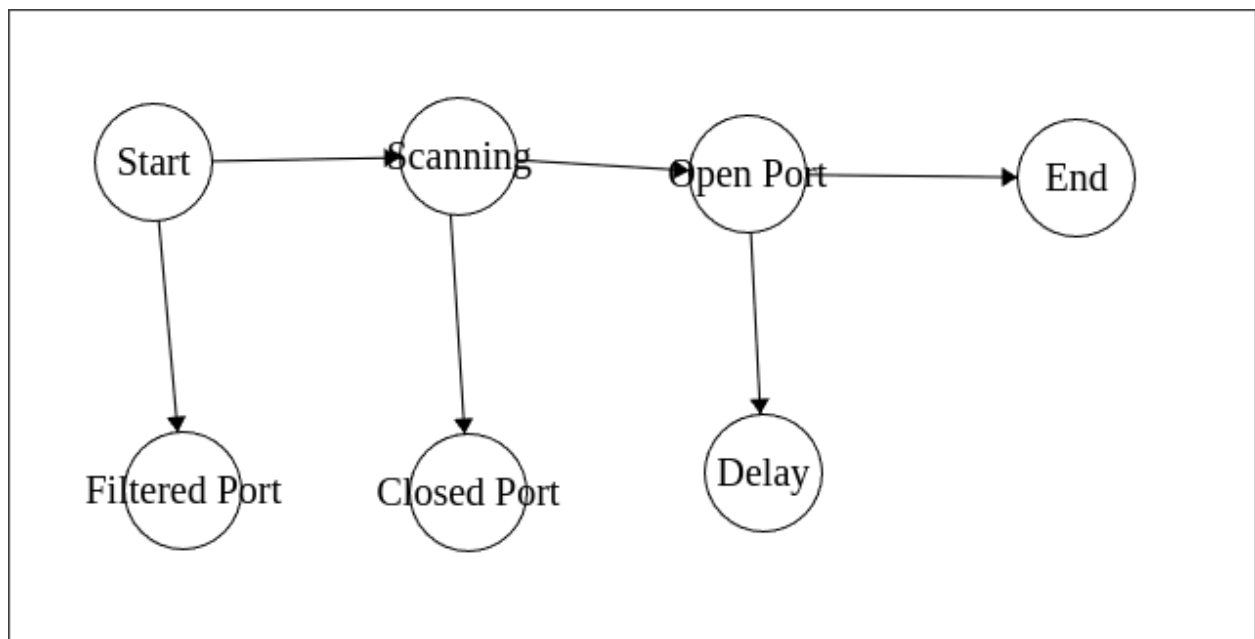 Start
Scanning
Open Port
End
Filtered Port
Closed Port
Delay